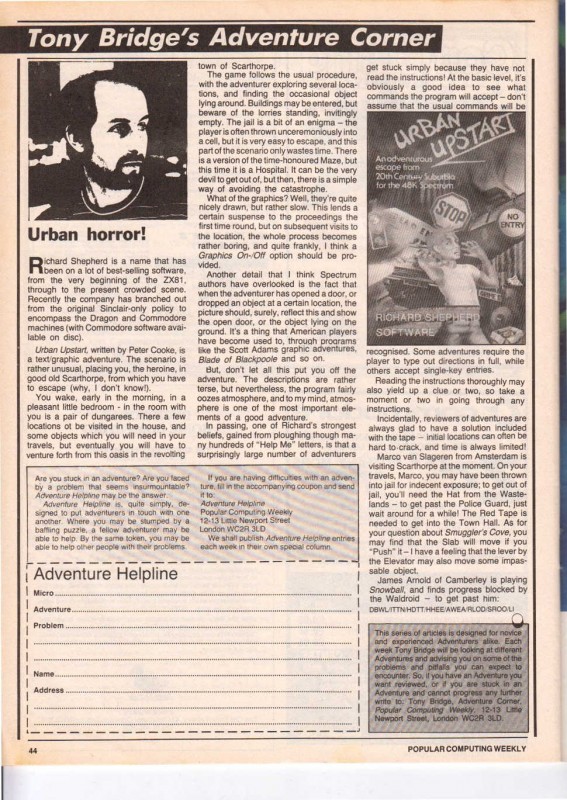 Tony Bridge's Adventure Corner
Urban horror!
Richard Shepherd is a name that has
been on a lot of best-selling software,
from the very beginning of the ZX81,
through to the present crowded scene.
Recently the company has branched out
from the original Sinclair-only policy to
encompass the Dragon and Commodore
machines (with Commodore software avai-
lable on disc).
Urban Upstart, written by Peter Cooke, is
a text/graphic adventure. The scenario is
rather unusual, placing you, the heroine, in
good old Scarthorpe, from which you have
to escape (why, I don't know!).
You wake, early in the morning, in a
pleasant little bedroom - in the room with
you is a pair of dungarees. There a few
locations ot be visited in the house, and
some objects which you will need in your
travels, but eventually you will have to
venture forth from this oasis in the revolting
town of Scarthorpe.
The game follows the usual procedure,
with the adventurer exploring several loca-
tions, and finding the occasional object
lying around. Buildings may be entered, but
beware of the lorries standing, invitingly
empty. The jail is a bit of an enigma – the
player is often thrown unceremoniously into
a cell, but it is very easy to escape, and this
part of the scenario only wastes time. There
is a version of the time-honoured Maze, but
this time it is a Hospital. It can be the very
devil to get out of, but then, there is a simple
way of avoiding the catastrophe.
What of the graphics? Well, they're quite
nicely drawn, but rather slow. This lends a
certain suspense to the proceedings the
first time round, but on subsequent visits to
the location, the whole process becomes
rather boring, and quite frankly, I think a
Graphics On-/Off option should be pro-
vided.
Another detail that I think Spectrum
authors have overlooked is the fact that
when the adventurer has opened a door, or
dropped an object at a certain location, the
picture should, surely, reflect this and show
the open door, or the object lying on the
ground. It's a thing that American players
have become used to, through programs
like the Scott Adams graphic adventures,
Blade of Blackpoole and so on.
But, don't let all this put you off the
adventure. The descriptions are rather
terse, but nevertheless, the program fairly
oozes atmosphere, and to my mind, atmos-
phere is one of the most important ele-
ments of a good adventure.
In passing, one of Richard's strongest
beliefs, gained from ploughing though ma-
ny hundreds of "Help Me" letters, is that a
surprisingly large number of adventurers
get stuck simply because they have not
read the instructions! At the basic level, it's
obviously a good idea to see what
commands the program will accept – don't
assume that the usual commands will be
URBAN
UPSTART
An adventurous
escape from
20th Century Suburbia
for the 48K Spectrum
STOP
NO
ENTRY
RICHARD SHEPHERD
SOFTWARE
recognised. Some adventures require the
player to type out directions in full, while
others accept single-key entries.
Reading the instructions thoroughly may
also yield up a clue or two, so take a
moment or two in going through any
instructions.
Incidentally, reviewers of adventures are
always glad to have a solution included
with the tape – initial locations can often be
hard to crack, and time is always limited!
Marco van Slageren from Amsterdam is
visiting Scarthorpe at the moment. On your
travels, Marco, you may have been thrown
into jail for indecent exposure; to get out of
jail, you'll need the Hat from the Waste-
lands – to get past the Police Guard, just
wait around for a while! The Red Tape is
needed to get into the Town Hall. As for
your question about Smuggler's Cove, you
may find that the Slab will move if you
"Push" it – I have a feeling that the lever by
the Elevator may also move some impas-
sable object.
James Arnold of Camberley is playing
Snowball, and finds progress blocked by
the Waldroid – to get past him:
DBWL/ITTN/HDTT/HHEE/AWEA/RLOD/SROO/LI
Are you stuck in an adventure? Are you faced
by a problem that seems insurmountable?
Adventure Helpline may be the answer.
Adventure Helpline is, quite simply, de-
signed to put adventurers in touch with one
another. Where you may be stumped by a
baffling puzzle, a fellow adventurer may be
able to help. By the same token, you may be
able to help other people with their problems.
If you are having difficulties with an adven-
ture, fill in the accompanying coupon and send
it to:
Adventure Helpline
Popular Computing Weekly
12-13 Little Newport Street
London WC2R 3LD
We shall publish Adventure Helpline entries
each week in their own special column.
Adventure Helpline
Micro
Adventure
Problem
Name
Address
This series of articles is designed for novice
and experienced Adventurers alike. Each
week Tony Bridge will be looking at different
Adventures and advising you on some of the
problems and pitfalls you can expect to
encounter. So, if you have an Adventure you
want reviewed, or if you are stuck in an
Adventure and cannot progress any further
write to: Tony Bridge, Adventure Corner,
Popular Computing Weekly, 12-13 Little
Newport Street, London WC2R 3LD.
44
POPULAR COMPUTING WEEKLY